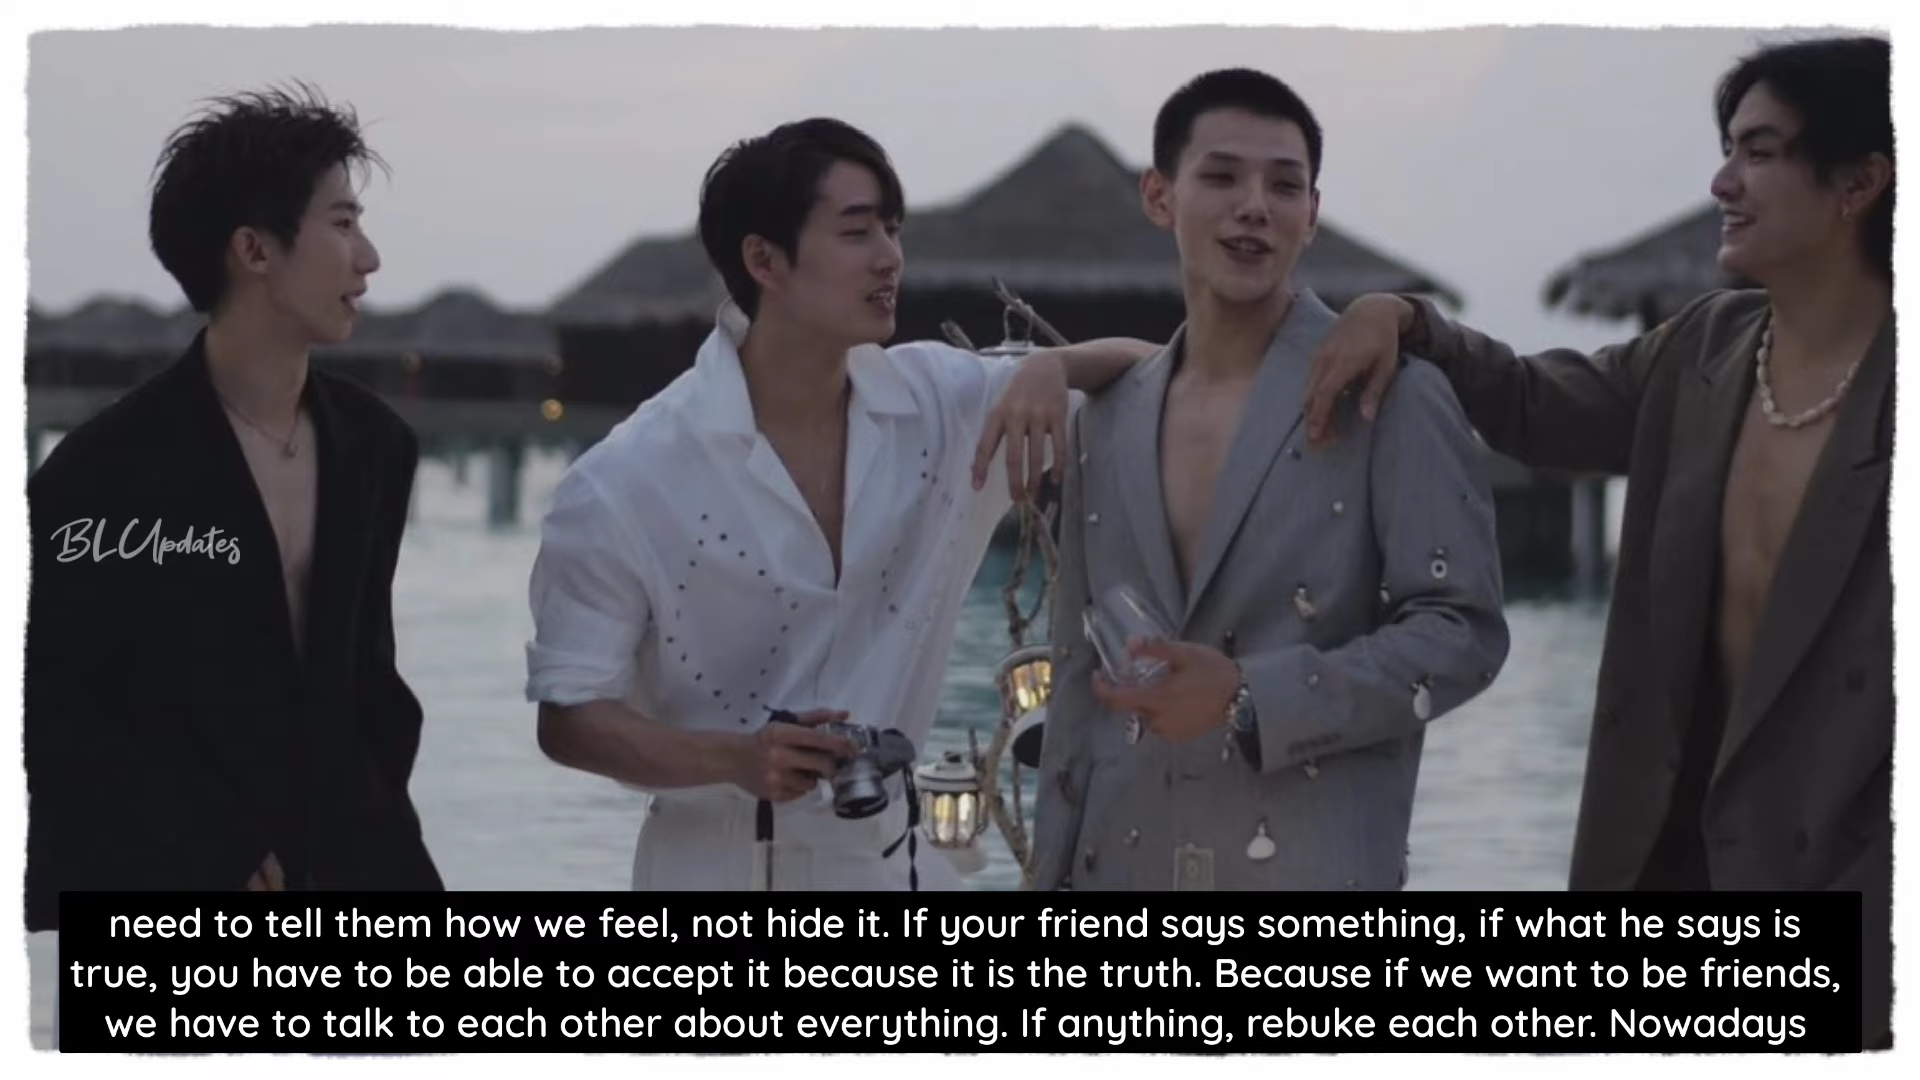 BLUpdates
need to tell them how we feel, not hide it. If your friend says something, if what he says is
true, you have to be able to accept it because it is the truth. Because if we want to be friends,
we have to talk to each other about everything. If anything, rebuke each other. Nowadays